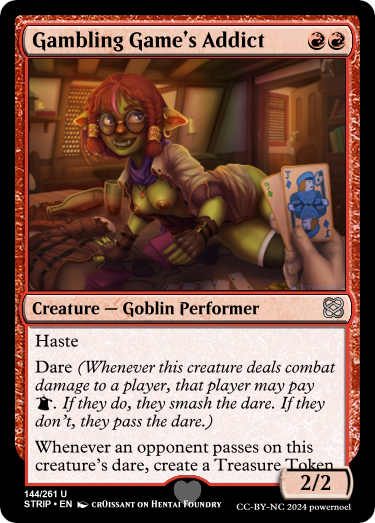 Gambling Game's Addict
J
Creature — Goblin Performer
Haste
Dare (Whenever this creature deals combat
damage to a player, that player may pay
. If they do, they smash the dare. If they
don't, they pass the dare.)
Whenever an opponent passes on this
creature's dare, create a Treasure Token
2/2
144/261 U
STRIP • EN CRÖISSANT ON HENTAI FOUNDRY
CC-BY-NC 2024 powernoel